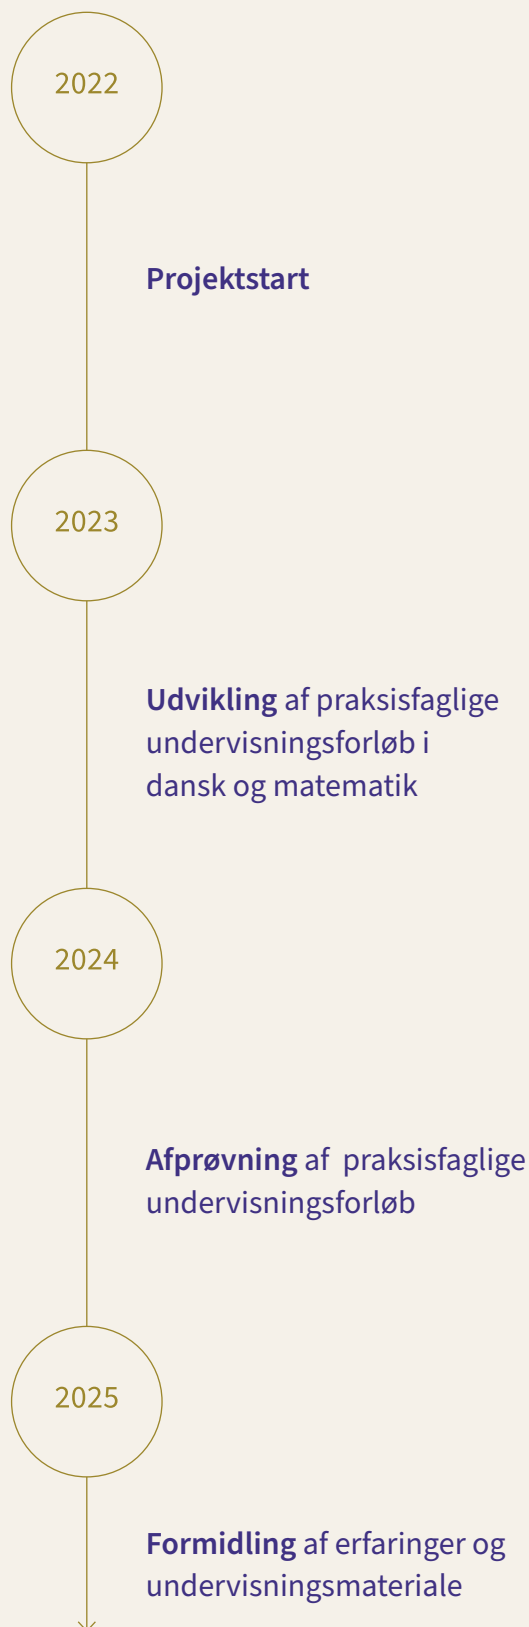 2022
Projektstart
2023
Udvikling af praksisfaglige
undervisningsforløb i
dansk og matematik
2024
Afprøvning af praksisfaglige
undervisningsforløb
2025
Formidling af erfaringer og
undervisningsmateriale